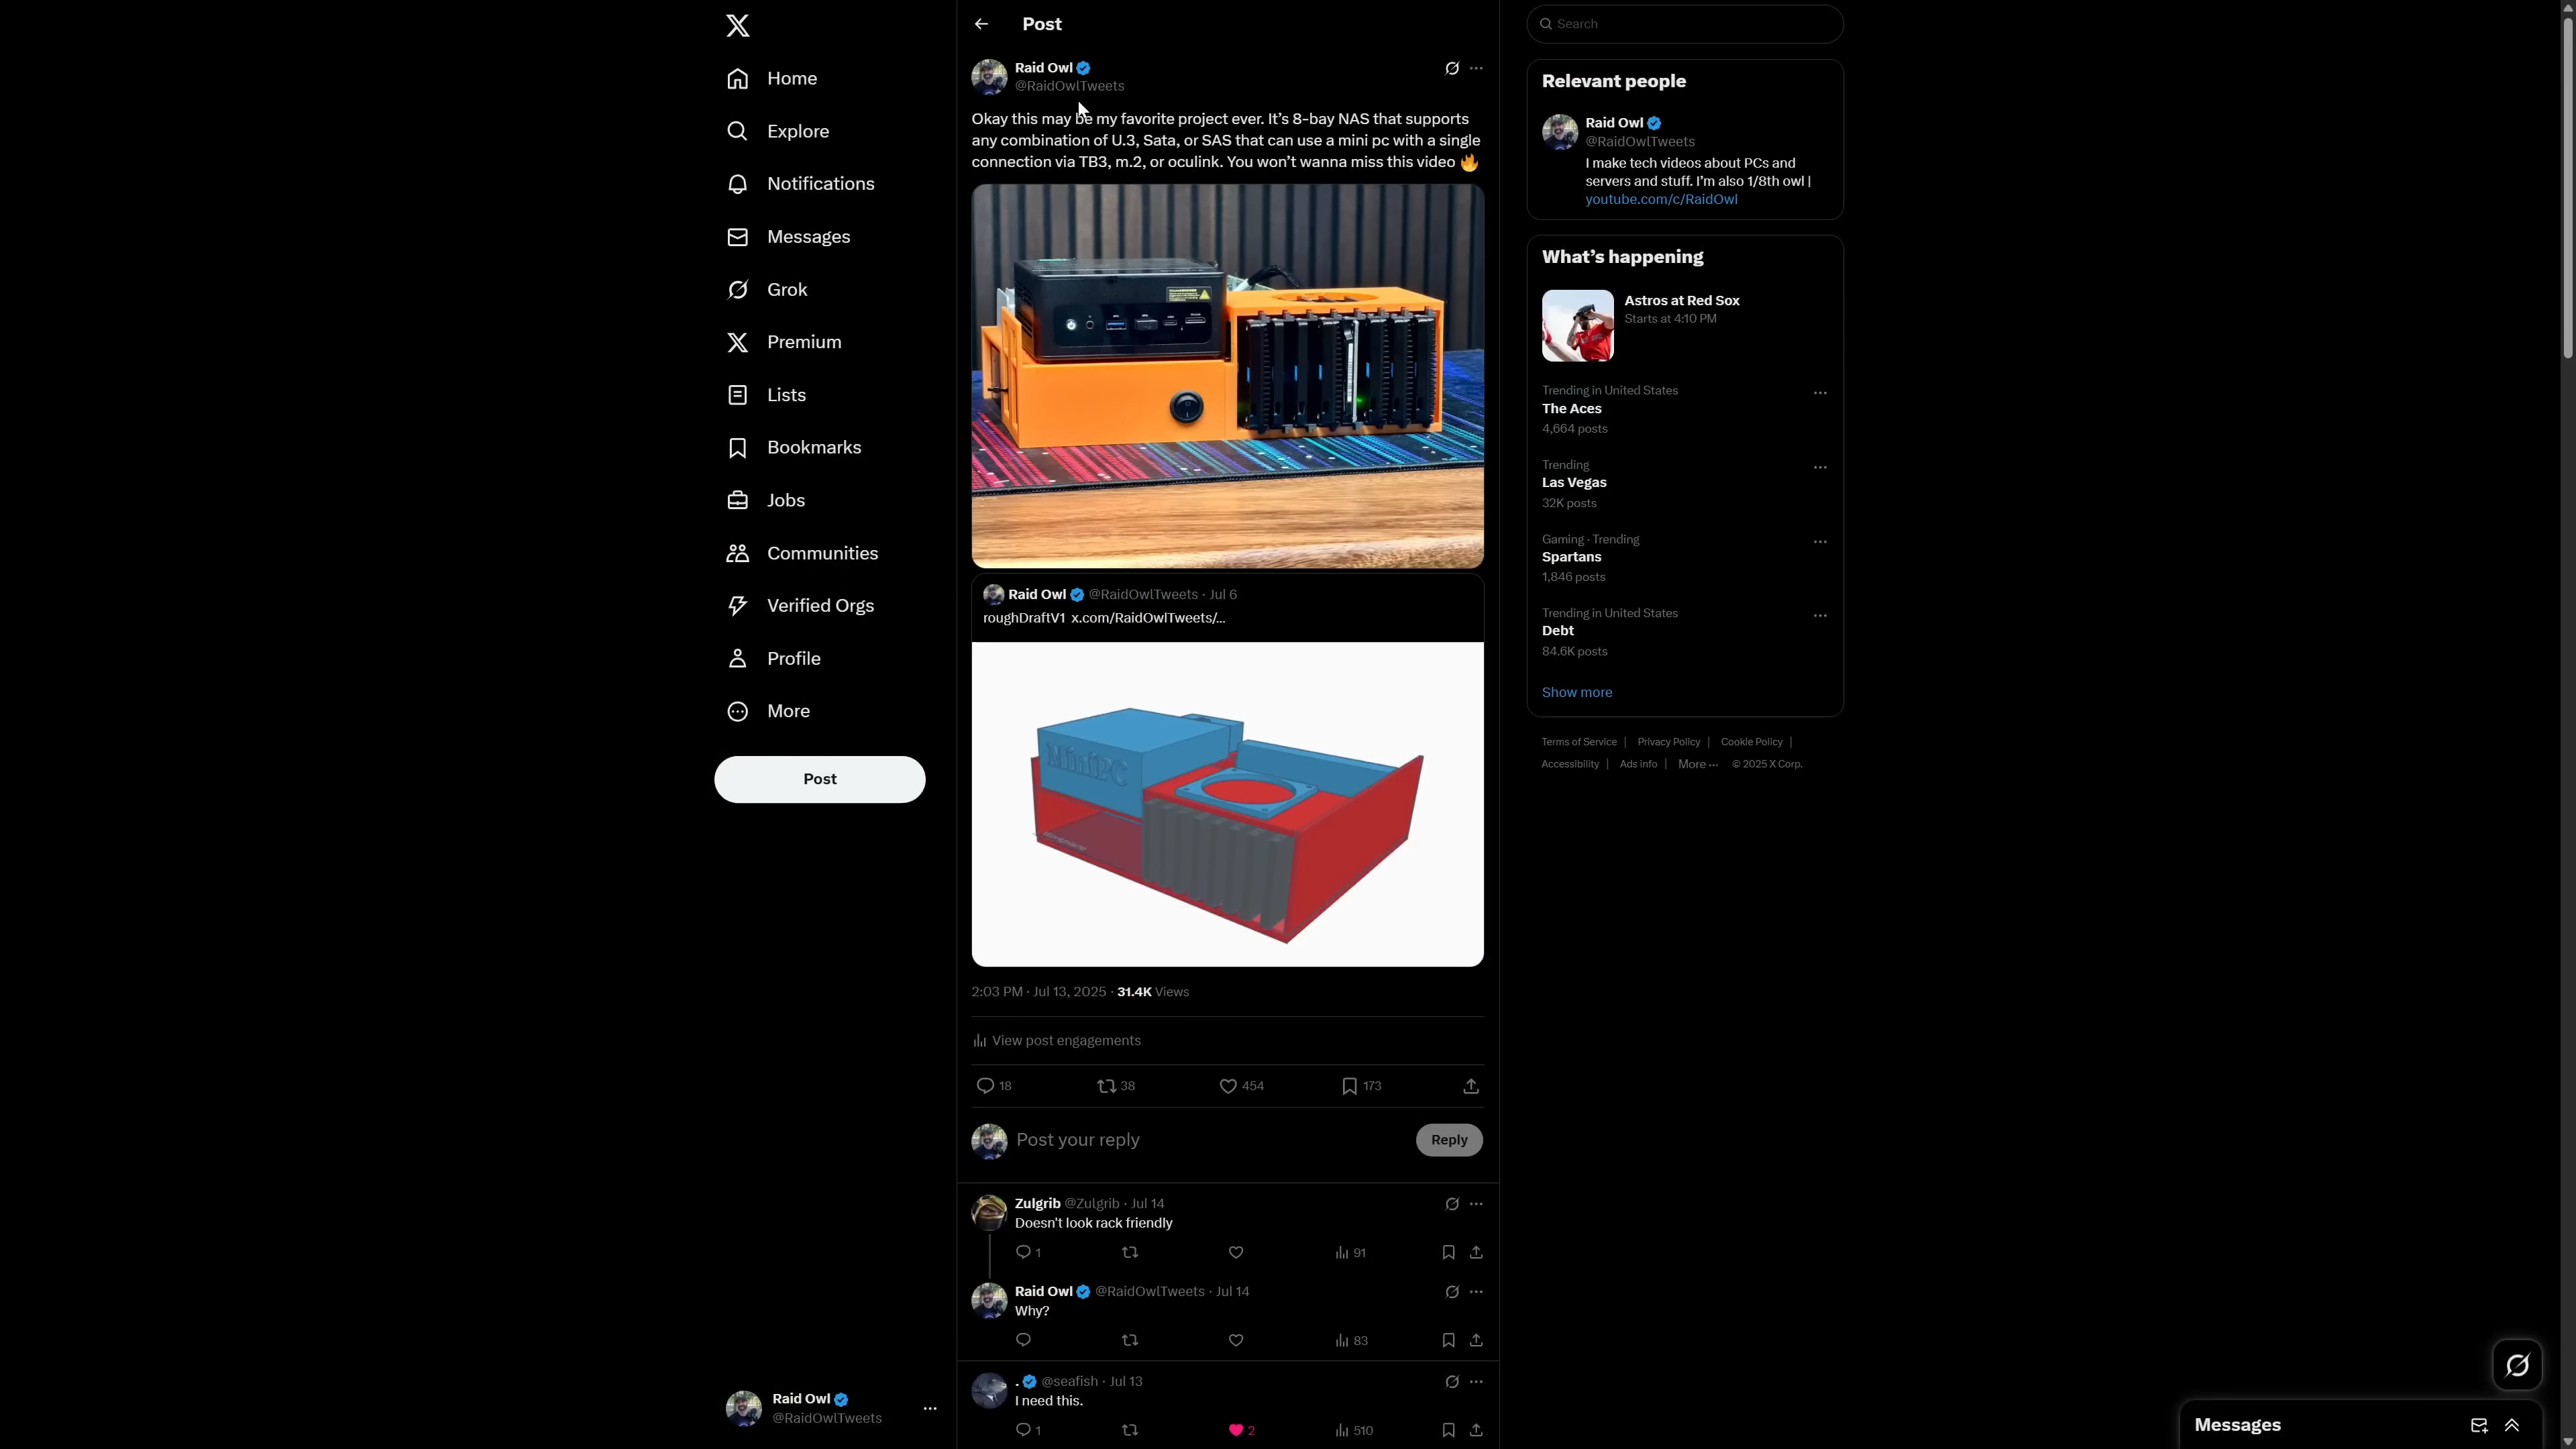 Home
Explore
Notifications
Messages
Grok
Premium
Lists
Bookmarks
Jobs
Communities
Verified Orgs
Profile
More
Post
Raid Owl
@RaidOwlTweets
Post
Raid Owl
@RaidOwlTweets
Okay this may be my favorite project ever. It’s 8-bay NAS that supports
any combination of U.3, Sata, or SAS that can use a mini pc with a single
connection via TB3, m.2, or oculink. You won’t wanna miss this video 🔥
Raid Owl @RaidOwlTweets · Jul 6
roughDraftV1 x.com/RaidOwlTweets/...
MiniPC
2:03 PM · Jul 13, 2025 · 31.4K Views
View post engagements
18 38 454 173
Post your reply
Reply
Zulgrib @Zulgrib · Jul 14
Doesn't look rack friendly
1 91
Raid Owl @RaidOwlTweets · Jul 14
Why?
83
. @seafish · Jul 13
I need this.
1 2 510
Search
Relevant people
Raid Owl
@RaidOwlTweets
I make tech videos about PCs and
servers and stuff. I’m also 1/8th owl |
youtube.com/c/RaidOwl
What’s happening
Astros at Red Sox
Starts at 4:10 PM
Trending in United States
The Aces
4,664 posts
Trending
Las Vegas
32K posts
Gaming · Trending
Spartans
1,846 posts
Trending in United States
Debt
84.6K posts
Show more
Terms of Service | Privacy Policy | Cookie Policy |
Accessibility | Ads info | More ··· © 2025 X Corp.
Messages